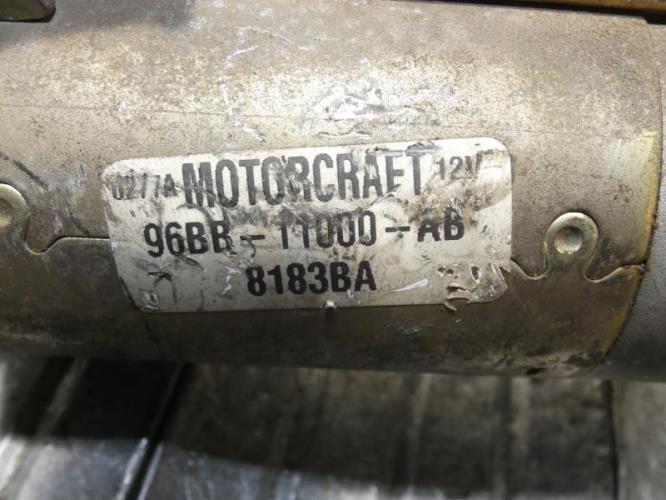 0277A MOTORCRAFT 12V
96BB-11000-AB
8183BA
K